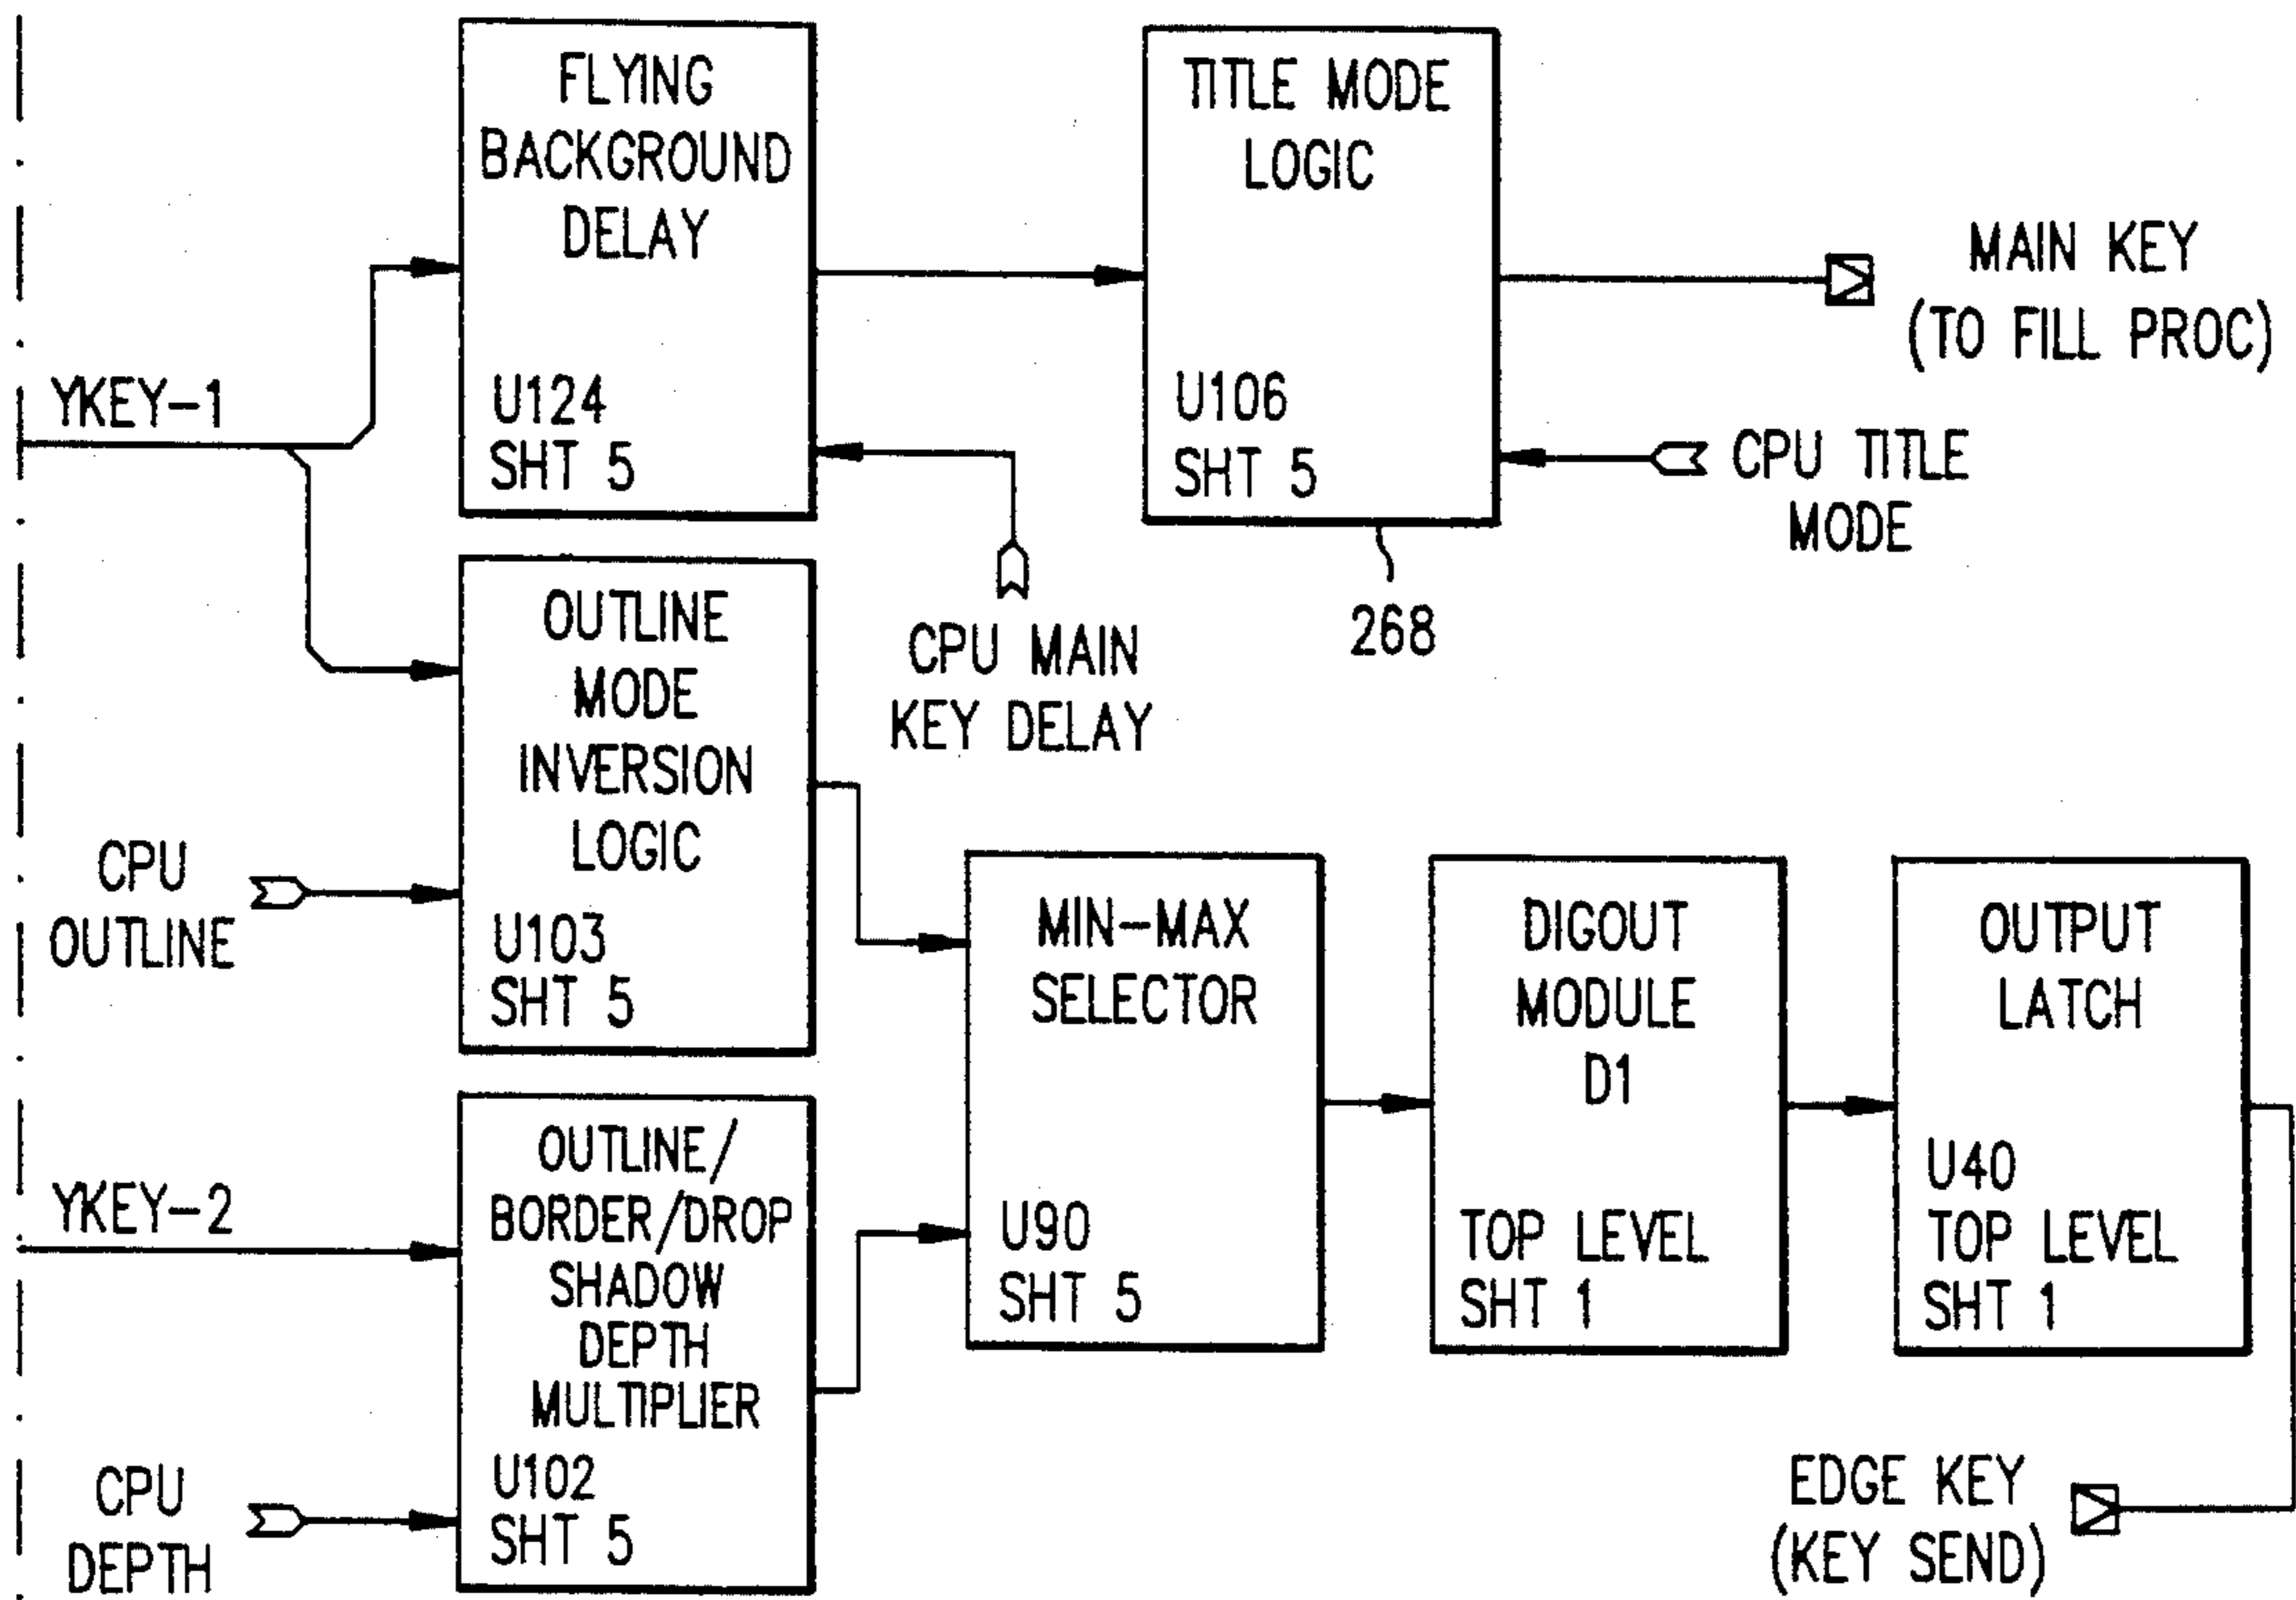 FLYING
BACKGROUND
DELAY
U124
SHT 5
TITLE MODE
LOGIC
U106
SHT 5
MAIN KEY
(TO FILL PROC)
YKEY-1
CPU TITLE
MODE
268
CPU MAIN
KEY DELAY
OUTLINE
MODE
INVERSION
LOGIC
U103
SHT 5
CPU
OUTLINE
MIN-MAX
SELECTOR
U90
SHT 5
DIGOUT
MODULE
D1
TOP LEVEL
SHT 1
OUTPUT
LATCH
U40
TOP LEVEL
SHT 1
YKEY-2
OUTLINE/
BORDER/DROP
SHADOW
DEPTH
MULTIPLIER
U102
SHT 5
CPU
DEPTH
EDGE KEY
(KEY SEND)